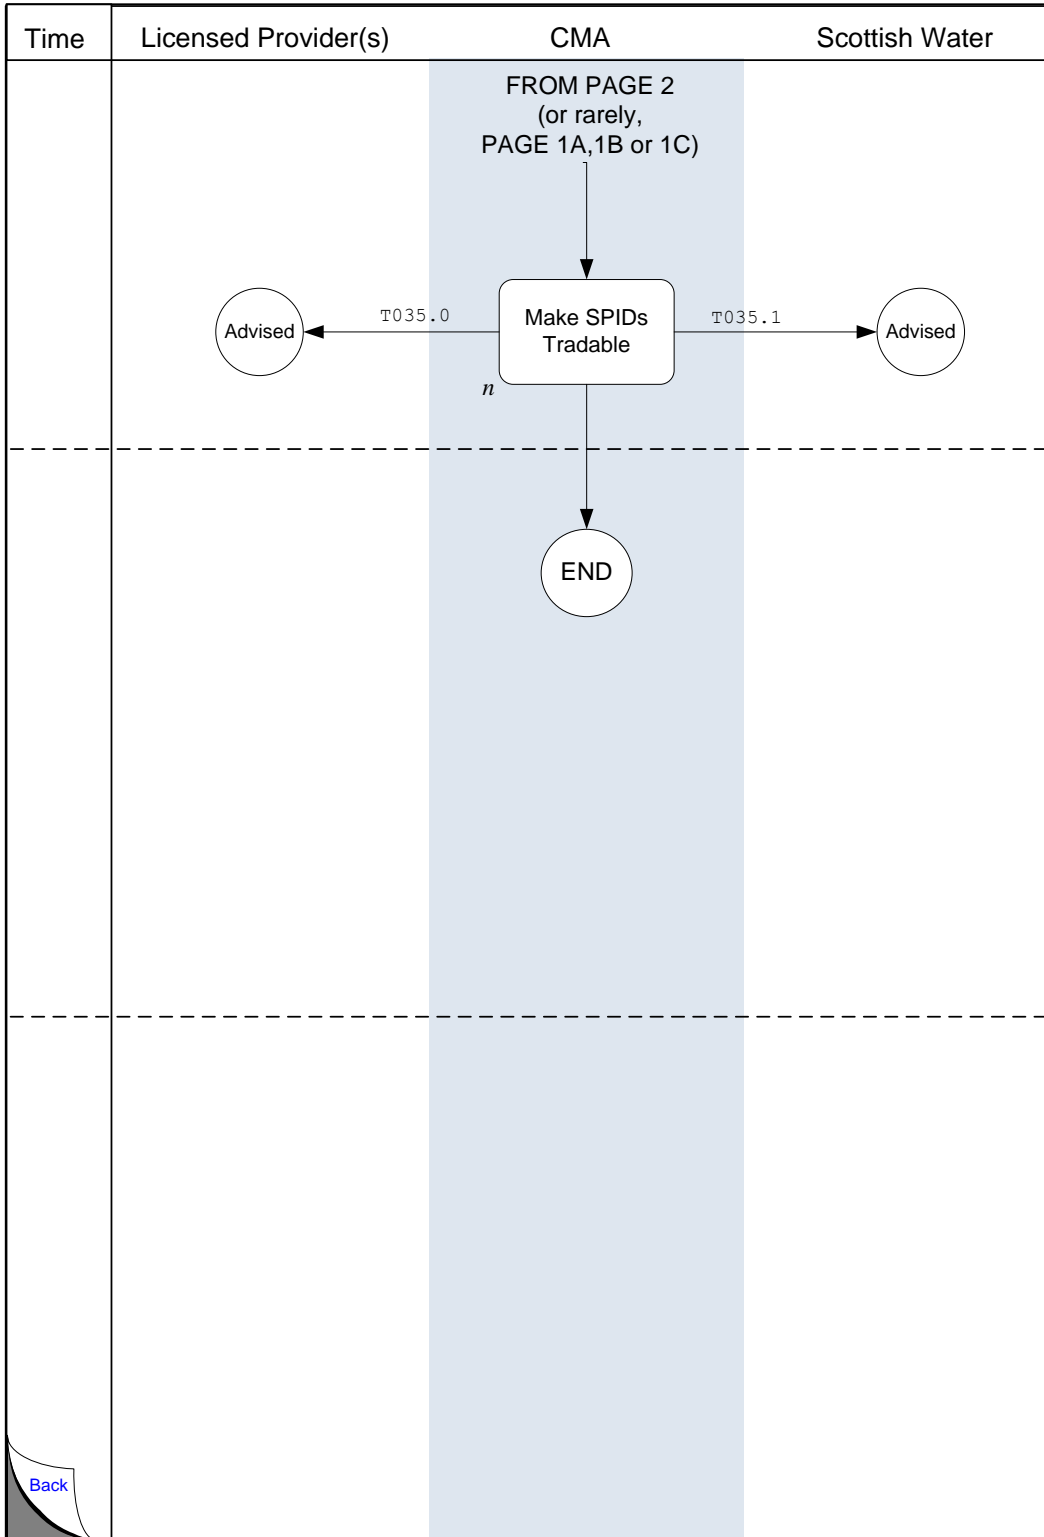 Time
Licensed Provider(s)
CMA
Scottish Water
FROM PAGE 2
(or rarely,
PAGE 1A,1B or 1C)
Advised
T035.0
Make SPIDs
Tradable
T035.1
Advised
n
END
Back